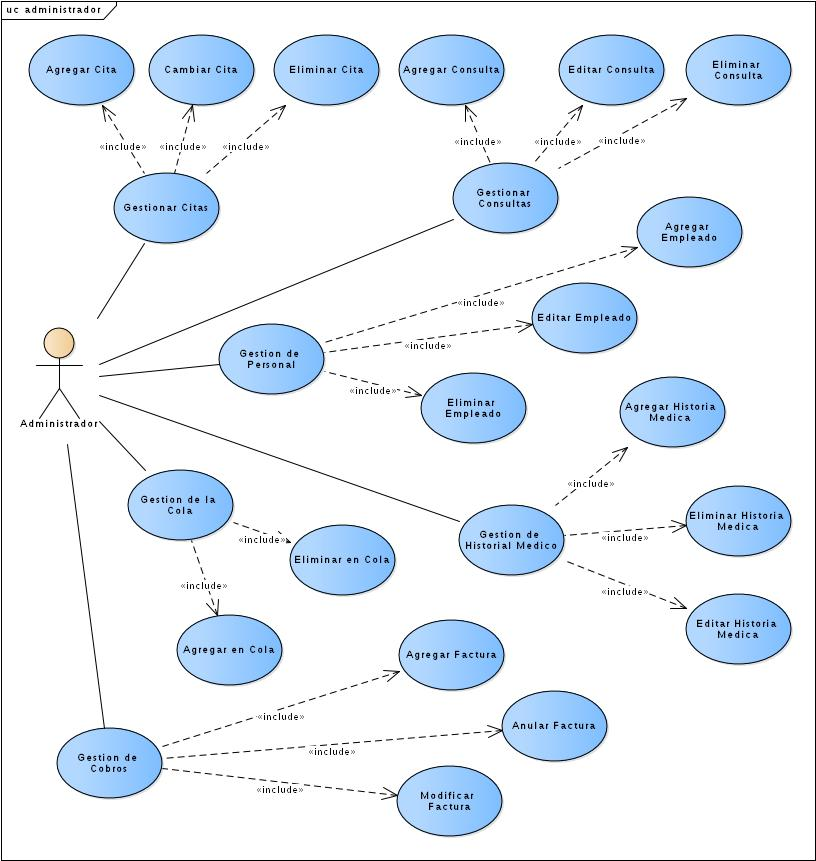 uc administrador
Agregar Cita
Cambiar Cita
Eliminar Cita
Agregar Consulta
Editar Consulta
Eliminar
Consulta
«include»
«include»
«include»
«include»
«include»
«include»
Gestionar Citas
Gestionar
Consultas
Agregar
Empleado
«include»
Editar Empleado
«include»
Gestion de
Personal
«include»
Eliminar
Empleado
Agregar Historia
Medica
Administrador
«include»
Gestion de la
Cola
Eliminar Historia
Medica
«include»
Gestion de
Historial Medico
«include»
Eliminar en Cola
«include»
«include»
Editar Historia
Medica
Agregar en Cola
Agregar Factura
«include»
Anular Factura
«include»
Gestion de
Cobros
«include»
Modificar
Factura